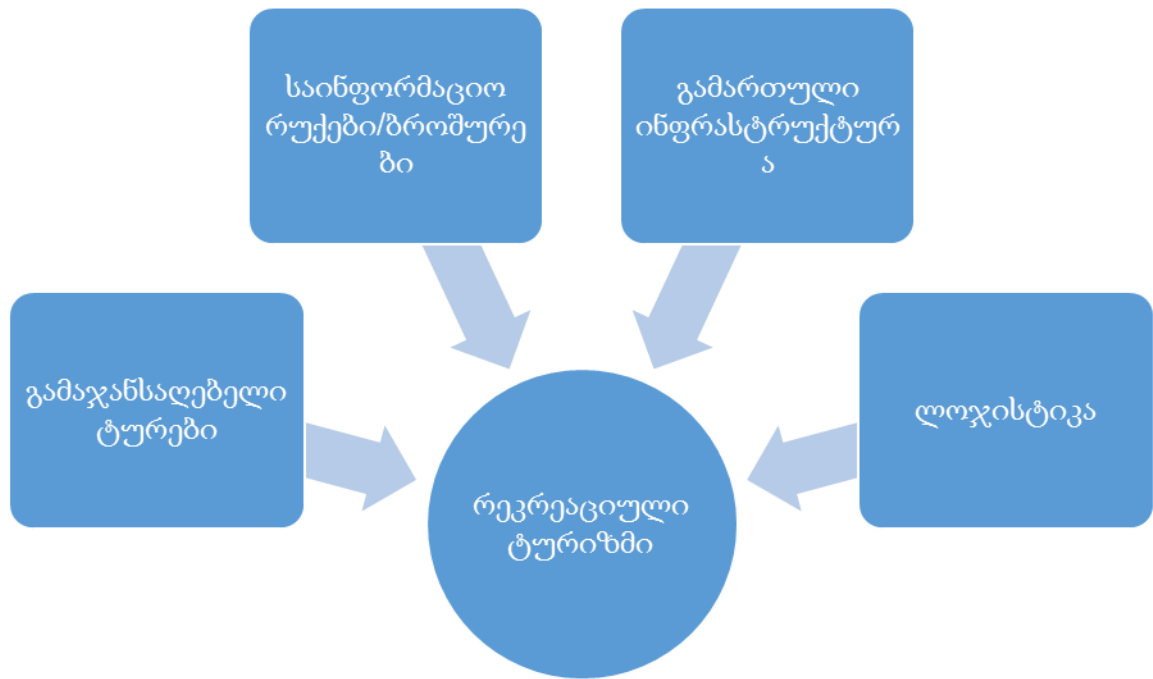 საინფორმაციო
რუქები/ბროშურე
ბი
გამართული
ინფრასტრუქტურ
ა
გამაჯანსაღებელი
ტურები
ლოჯისტიკა
რეკრეაციული
ტურიზმი